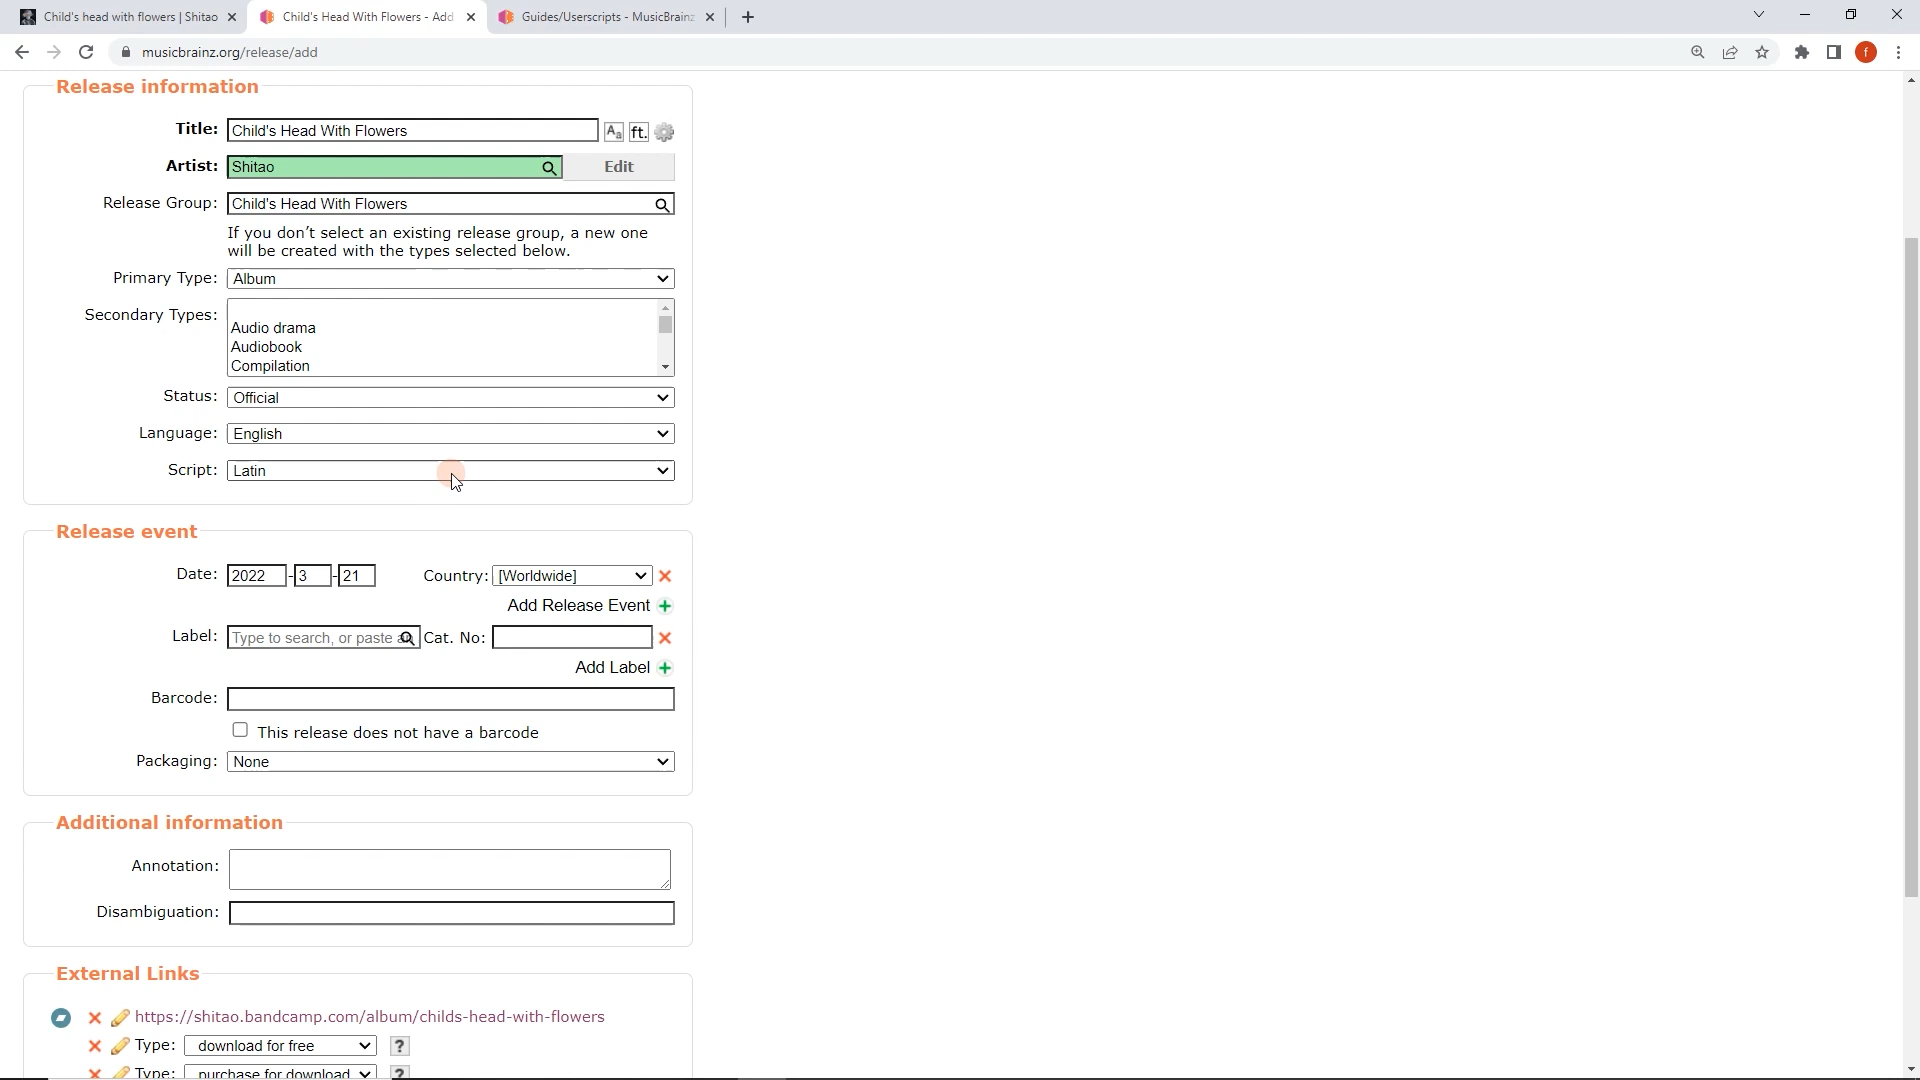 Child's head with flowers | Shitao
Child's Head With Flowers - Add
Guides/Userscripts - MusicBrainz
musicbrainz.org/release/add
f
Release information
Title: Child's Head With Flowers Aa ft.
Artist: Shitao Edit
Release Group: Child's Head With Flowers
If you don't select an existing release group, a new one
will be created with the types selected below.
Primary Type: Album
Secondary Types:
Audio drama
Audiobook
Compilation
Status: Official
Language: English
Script: Latin
Release event
Date: 2022 - 3 - 21 Country: [Worldwide]
Add Release Event
Label: Type to search, or paste an Cat. No:
Add Label
Barcode:
This release does not have a barcode
Packaging: None
Additional information
Annotation:
Disambiguation:
External Links
https://shitao.bandcamp.com/album/childs-head-with-flowers
Type: download for free ?
Type: purchase for download ?